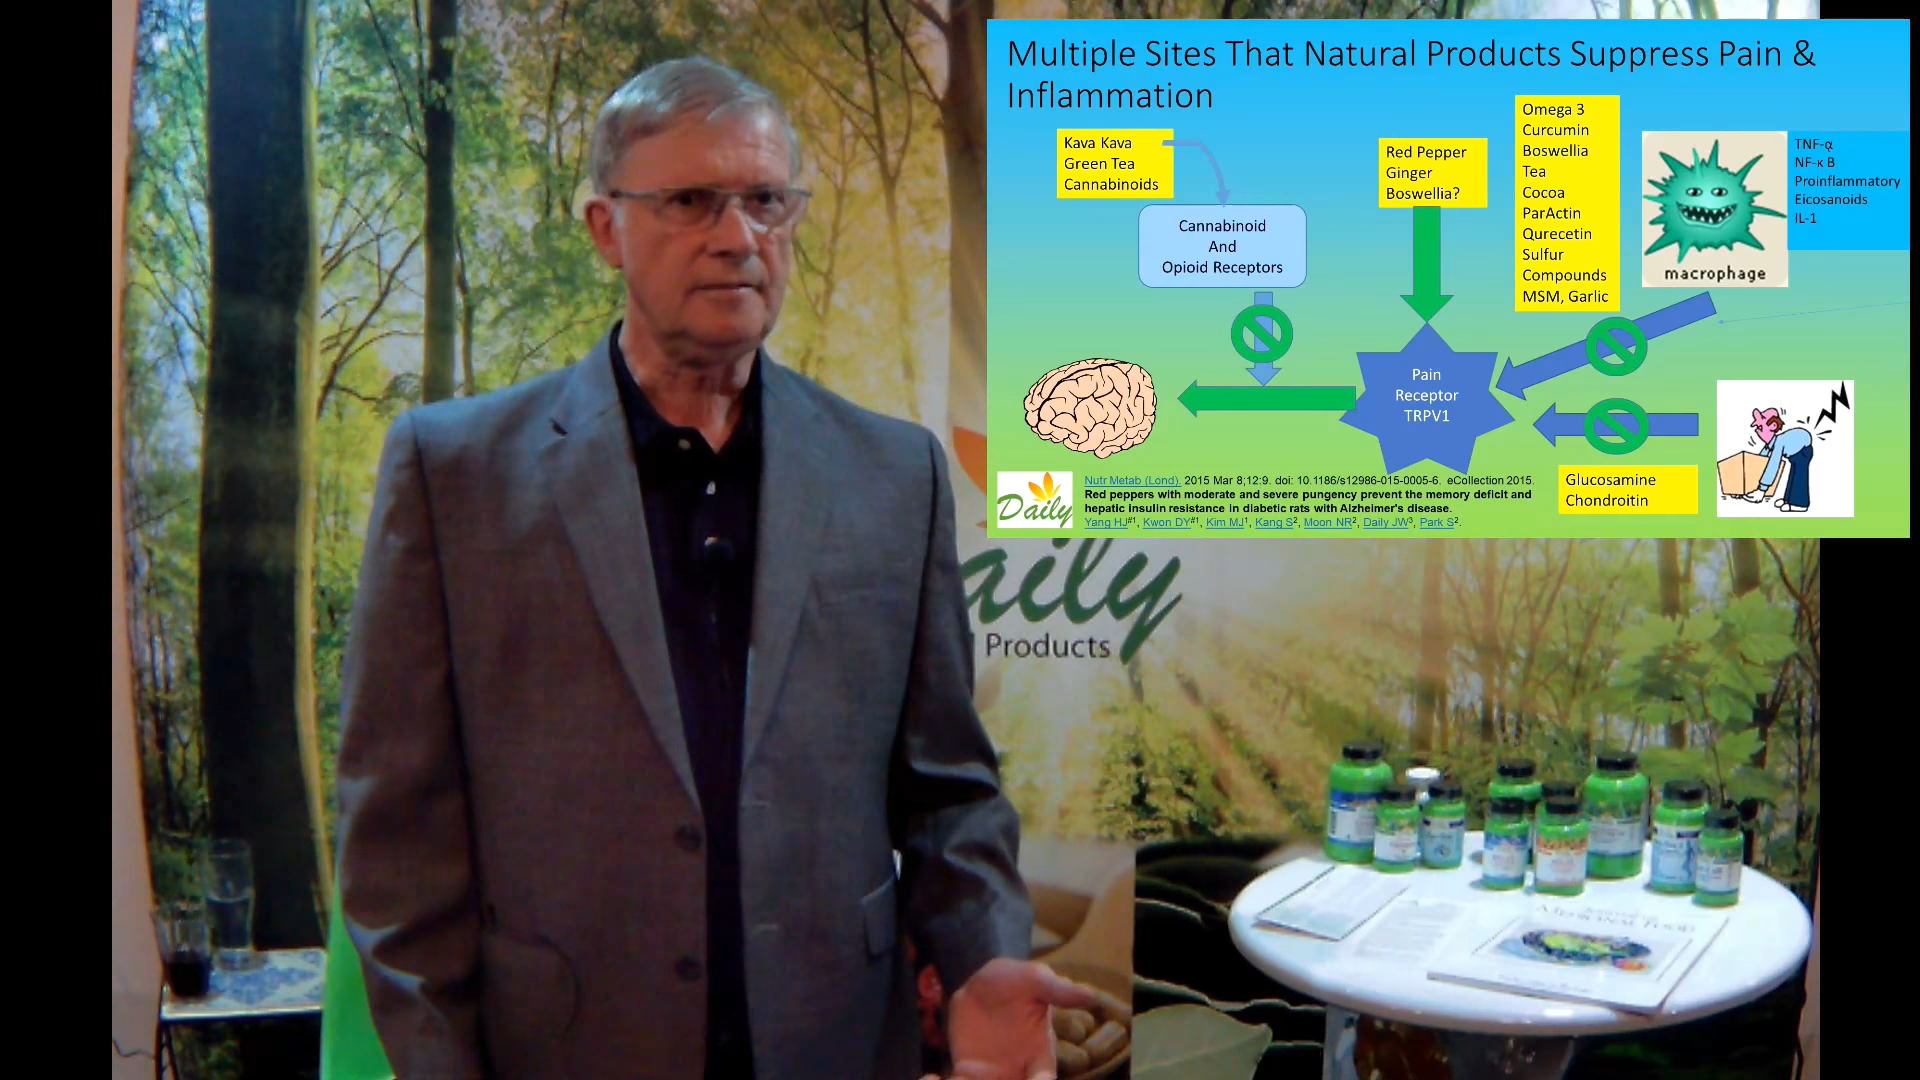 Multiple Sites That Natural Products Suppress Pain &
Inflammation
Kava Kava
Green Tea
Cannabinoids
Cannabinoid
And
Opioid Receptors
Red Pepper
Ginger
Boswellia?
Omega 3
Curcumin
Boswellia
Tea
Cocoa
ParActin
Qurecetin
Sulfur
Compounds
MSM, Garlic
macrophage
TNF-α
NF-κ B
Proinflammatory
Eicosanoids
IL-1
Pain
Receptor
TRPV1
Glucosamine
Chondroitin
Daily
Nutr Metab (Lond). 2015 Mar 8;12:9. doi: 10.1186/s12986-015-0005-6. eCollection 2015.
Red peppers with moderate and severe pungency prevent the memory deficit and
hepatic insulin resistance in diabetic rats with Alzheimer's disease.
Yang HJ#1, Kwon DY#1, Kim MJ1, Kang S2, Moon NR2, Daily JW3, Park S2.
aily
Products